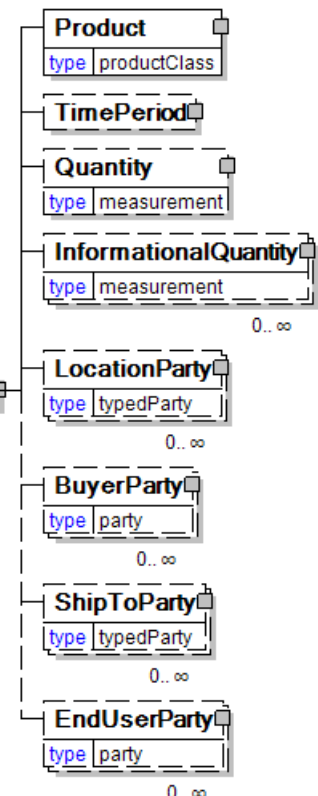 Product
type productClass
TimePeriod
Quantity
type measurement
InformationalQuantity
type measurement
0.. ∞
LocationParty
type typedParty
0.. ∞
BuyerParty
type party
0.. ∞
ShipToParty
type typedParty
0.. ∞
EndUserParty
type party
0.. ∞